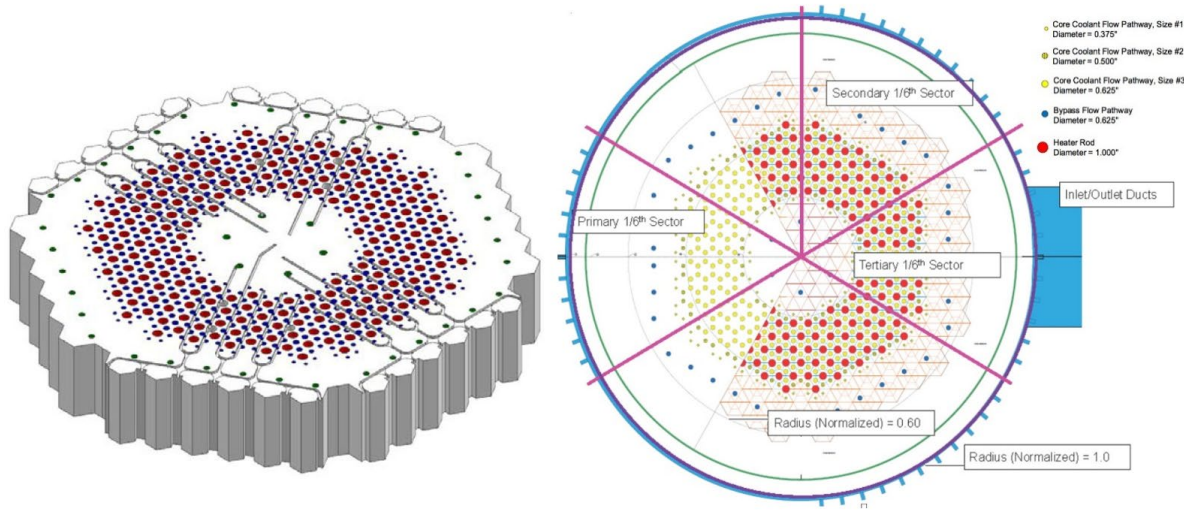 Core Coolant Flow Pathway, Size #1
Diameter = 0.375"
Core Coolant Flow Pathway, Size #2
Diameter = 0.500"
Core Coolant Flow Pathway, Size #3
Diameter = 0.625"
Bypass Flow Pathway
Diameter = 0.625"
Heater Rod
Diameter = 1.000"
Secondary 1/6th Sector
Inlet/Outlet Ducts
Primary 1/6th Sector
Tertiary 1/6th Sector
Radius (Normalized) = 0.60
Radius (Normalized) = 1.0